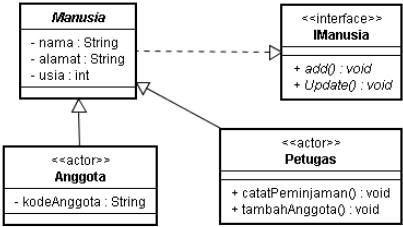 Manusia
- nama : String
- alamat : String
- usia : int
<<interface>>
IManusia
+ add() : void
+ Update() : void
<<actor>>
Anggota
- kodeAnggota : String
<<actor>>
Petugas
+ catatPeminjaman() : void
+ tambahAnggota() : void